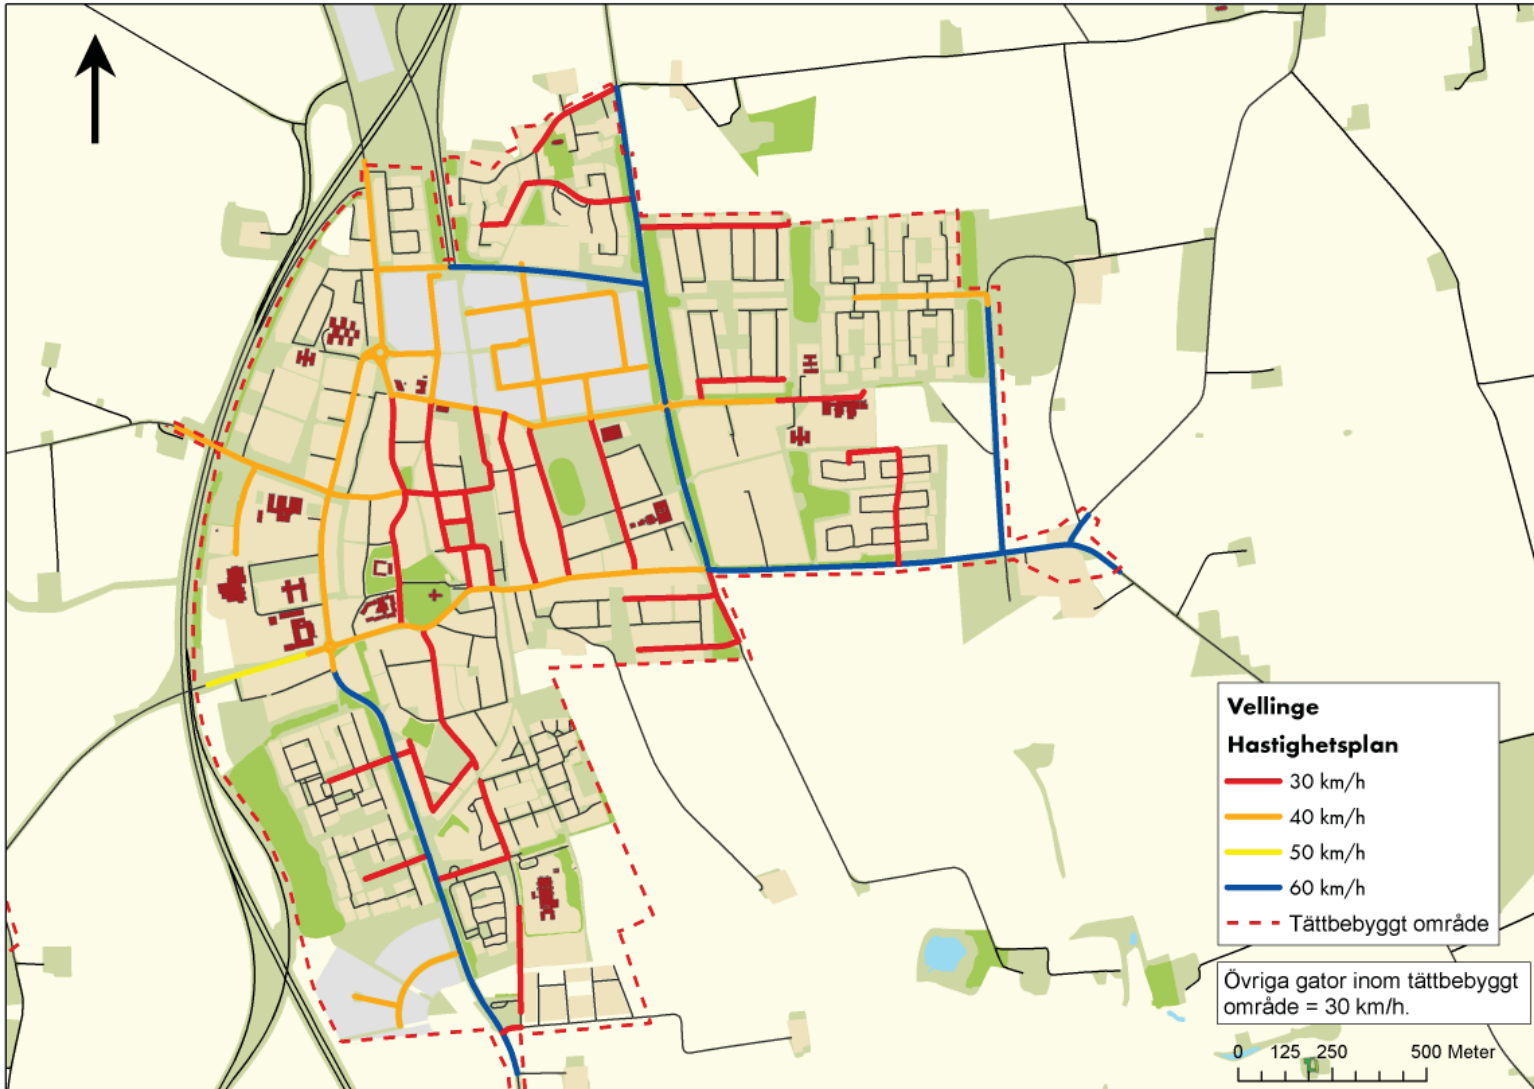 Vellinge
Hastighetsplan
30 km/h
40 km/h
50 km/h
60 km/h
Tättbebyggt område
Övriga gator inom tättbebyggt
område = 30 km/h.
0 125 250 500 Meter